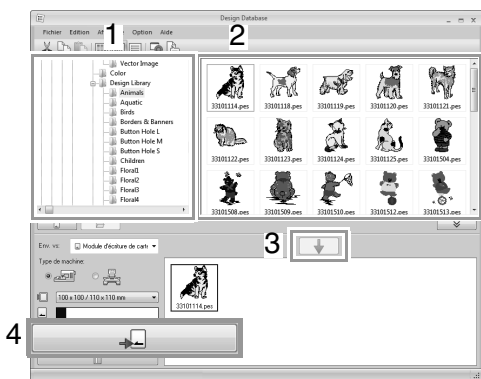 Design Database
Fichier Edition Af Option Aide
1
2
Vector Image
Color
Design Library
Animals
Aquatic
Birds
Borders & Banners
Button Hole L
Button Hole M
Button Hole S
Children
Floral1
Floral2
Floral3
Floral4
33101114.pes 33101118.pes 33101119.pes 33101120.pes 33101121.pes
33101122.pes 33101123.pes 33101124.pes 33101125.pes 33101504.pes
33101508.pes 33101509.pes 33101510.pes 33101512.pes 33101513.pes
3
Env. vs: Module d'écriture de carte
Type de machine:
100 x 100 / 110 x 110 mm
33101114.pes
4